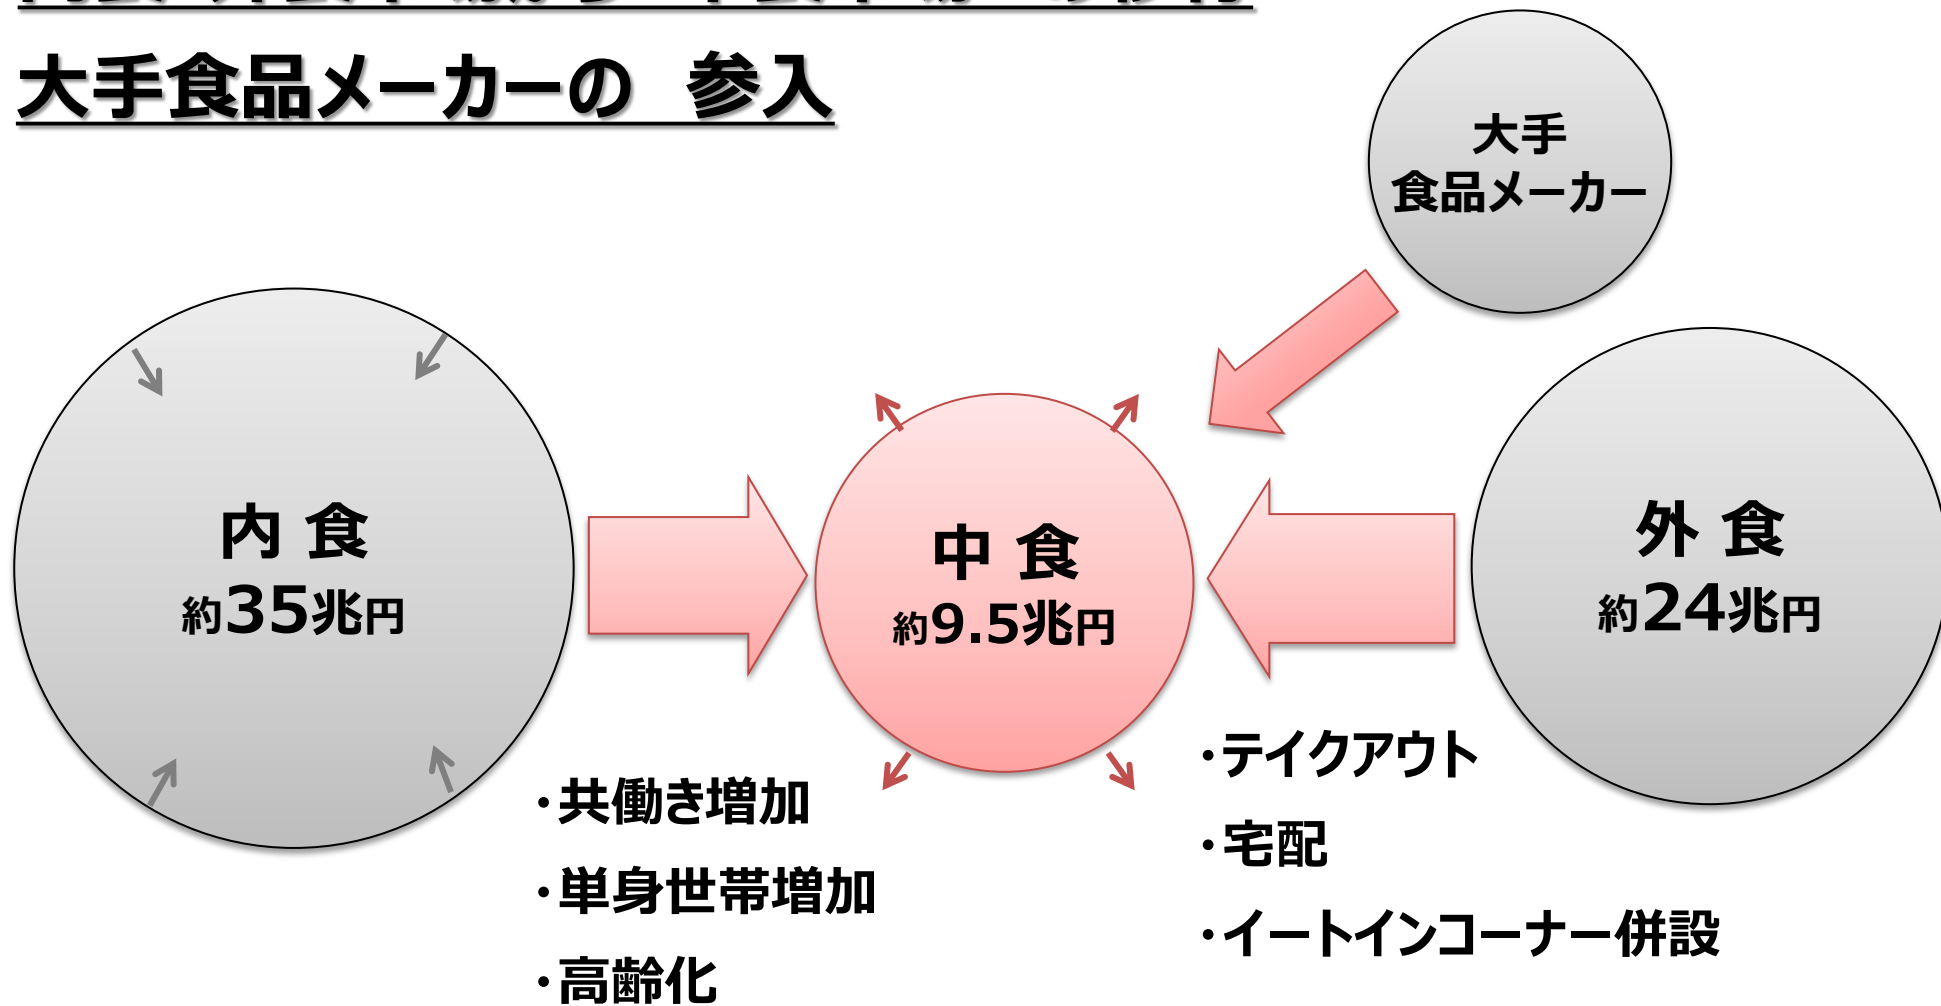 大手食品メーカーの 参入
大手
食品メーカー
内 食
約35兆円
中 食
約9.5兆円
外 食
約24兆円
・共働き増加
・単身世帯増加
・高齢化
・テイクアウト
・宅配
・イートインコーナー併設